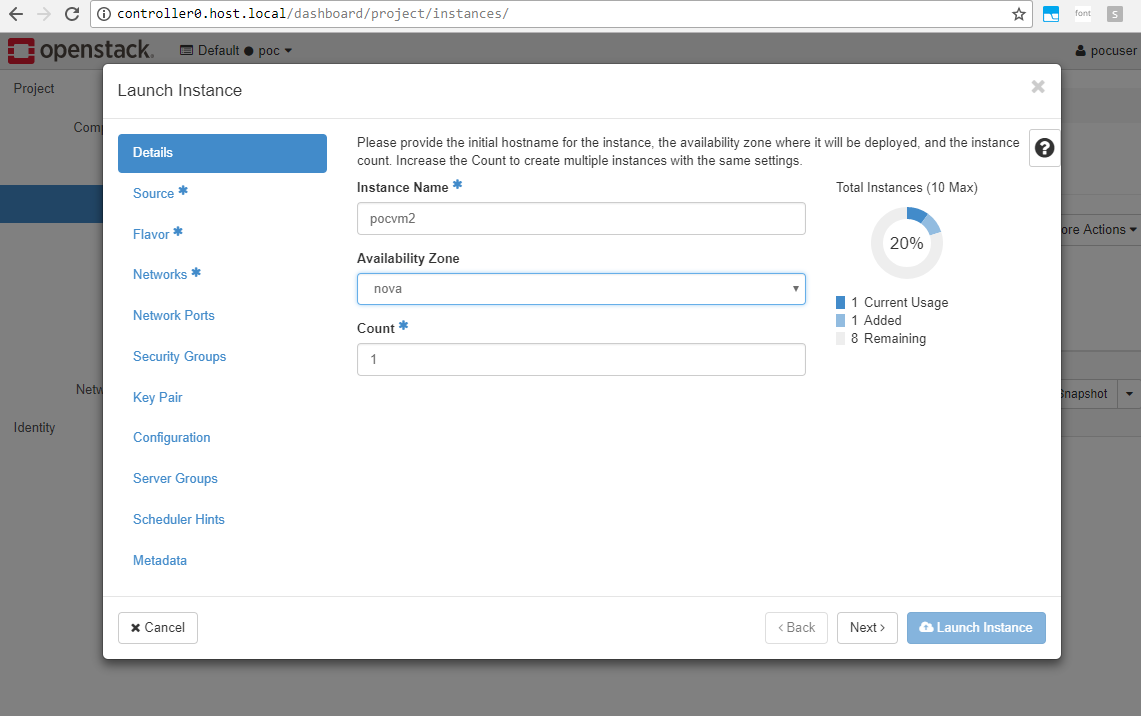 controller0.host.local/dashboard/project/instances/
font
S
openstack.
Default poc
pocuser
Project
Launch Instance
Details
Please provide the initial hostname for the instance, the availability zone where it will be deployed, and the instance
count. Increase the Count to create multiple instances with the same settings.
Source *
Instance Name *
Total Instances (10 Max)
pocvm2
Flavor *
20%
Availability Zone
Networks *
nova
1 Current Usage
Network Ports
1 Added
Count *
8 Remaining
Security Groups
1
Key Pair
Identity
Configuration
Server Groups
Scheduler Hints
Metadata
Cancel
< Back
Next >
Launch Instance
Actions